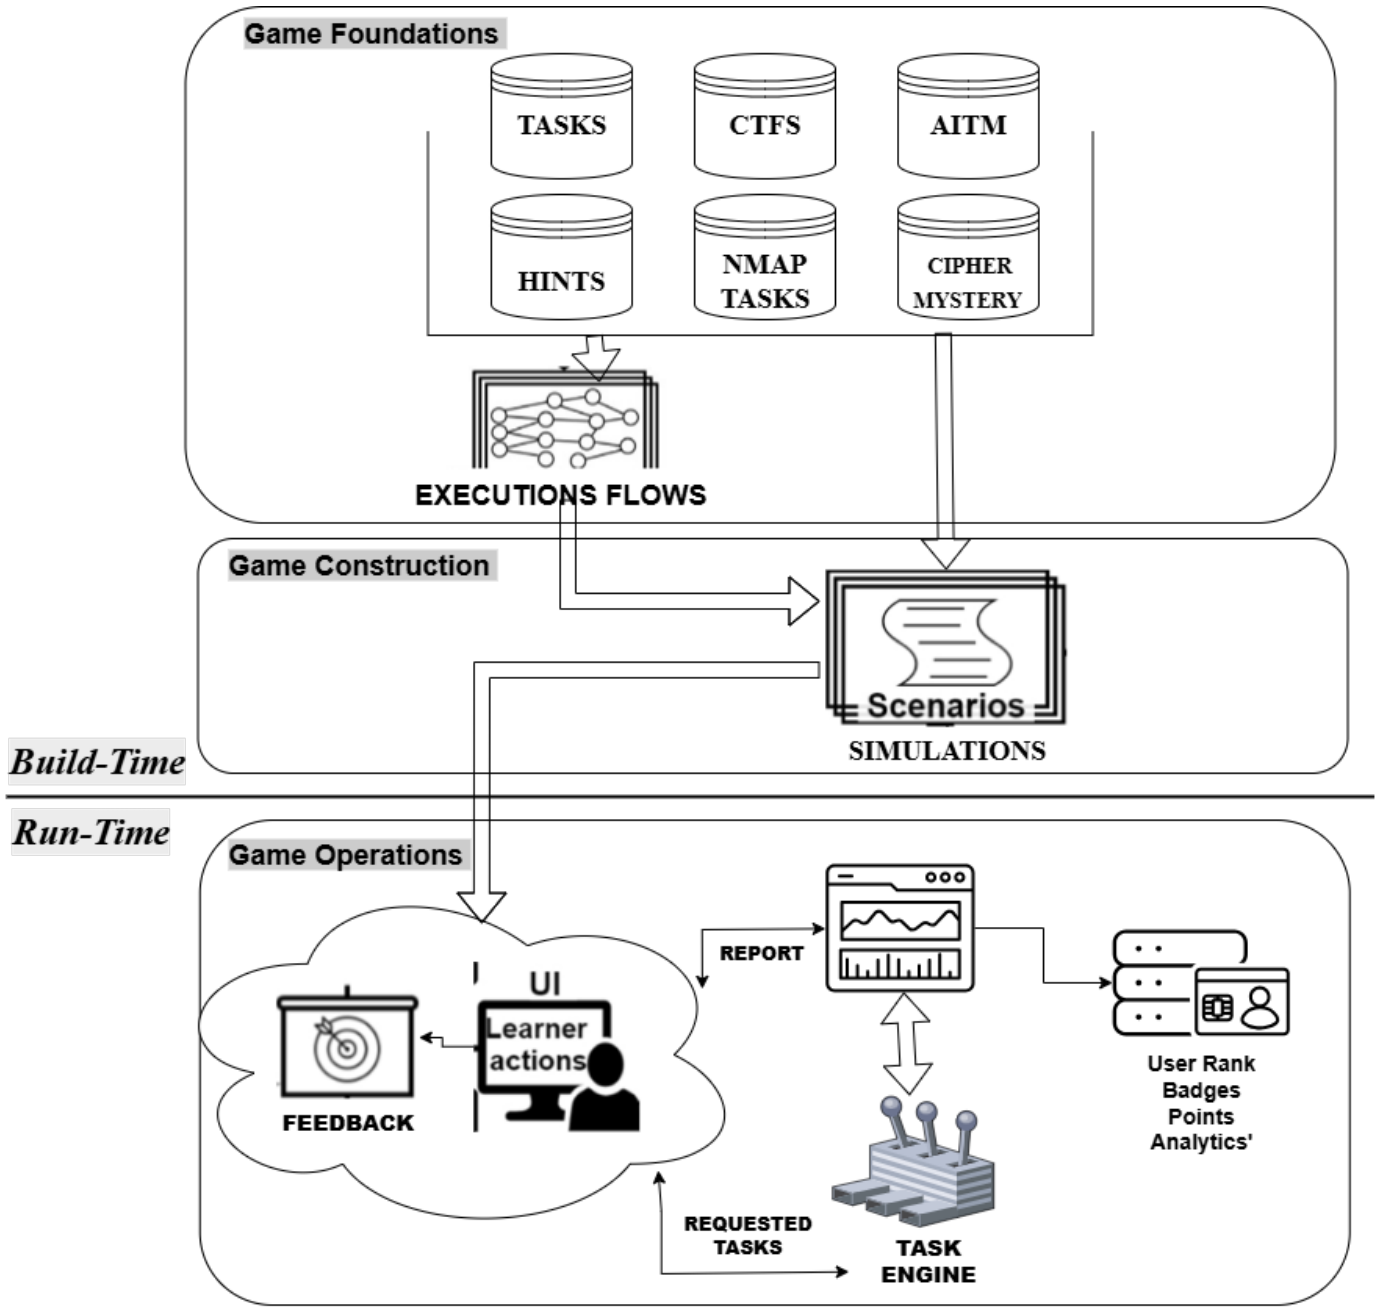 Game Foundations
TASKS
CTFS
AITM
HINTS
NMAP
TASKS
CIPHER
MYSTERY
EXECUTIONS FLOWS
Game Construction
Scenarios
SIMULATIONS
Build-Time
Run-Time
Game Operations
REPORT
UI
Learner
actions
FEEDBACK
User Rank
Badges
Points
Analytics'
REQUESTED
TASKS
TASK
ENGINE